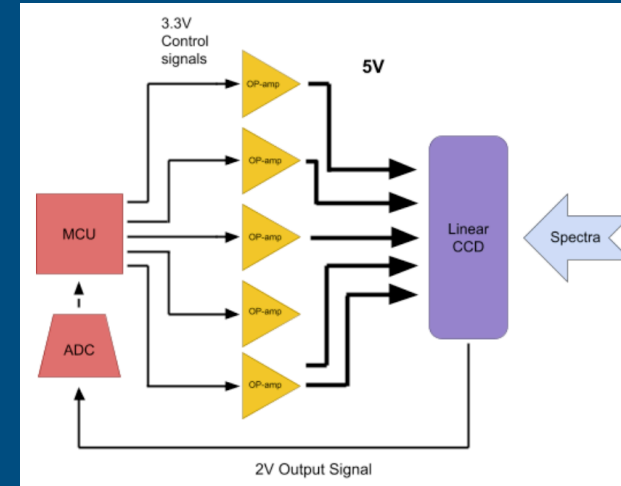 3.3V
Control
signals
5V
OP-amp
OP-amp
MCU
OP-amp
Linear
CCD
Spectra
OP-amp
ADC
OP-amp
2V Output Signal